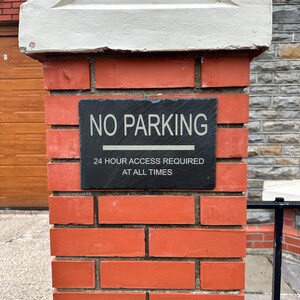 NO PARKING
24 HOUR ACCESS REQUIRED
AT ALL TIMES